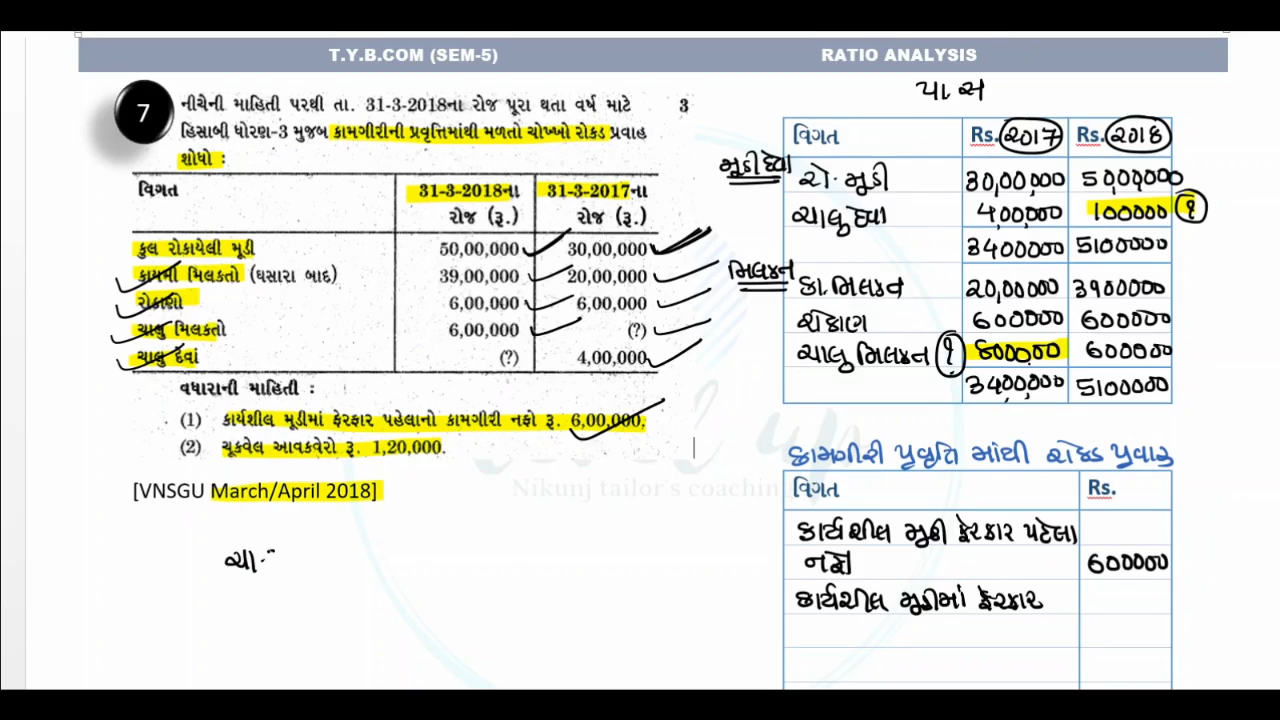 T.Y.B.COM (SEM-5) RATIO ANALYSIS
7
નીચેની માહિતી પરથી તા. 31-3-2018ના રોજ પૂરા થતા વર્ષ માટે 3
હિસાબી ધોરણ-3 મુજબ કામગીરીની પ્રવૃત્તિમાંથી મળતો ચોખ્ખો રોકડ પ્રવાહ
શોધો :
વિગત 31-3-2018ના 31-3-2017ના
રોજ (રૂ.) રોજ (રૂ.)
કુલ રોકાયેલી મૂડી 50,00,000 30,00,000
કાયમી મિલકતો (ઘસારા બાદ) 39,00,000 20,00,000
રોકાણો 6,00,000 6,00,000
ચાલુ મિલકતો 6,00,000 (?)
ચાલુ દેવાં (?) 4,00,000
વધારાની માહિતી :
(1) કાર્યશીલ મૂડીમાં ફેરફાર પહેલાનો કામગીરી નફો રૂ. 6,00,000.
(2) ચૂકવેલ આવકવેરો રૂ. 1,20,000.
[VNSGU March/April 2018]
ચા.
પા. સ
વિગત Rs. 2017 Rs. 2018
મૂડી દેવા
રો. મૂડી 30,00,000 50,00,000
ચાલુ દેવા 4,00,000 100000 ?
3400000 5100000
મિલકત
કા. મિલકત 20,00,000 3900000
રોકાણ 600000 600000
ચાલુ મિલકત ? 800000 600000
34,00,000 5100000
કામગીરી પ્રવૃત્તિ માંથી રોકડ પ્રવાહ
વિગત Rs.
કાર્યશીલ મૂડી ફેરફાર પહેલા
નફો 600000
કાર્યશીલ મૂડીમાં ફેરફાર
Nikunj tailor's coaching